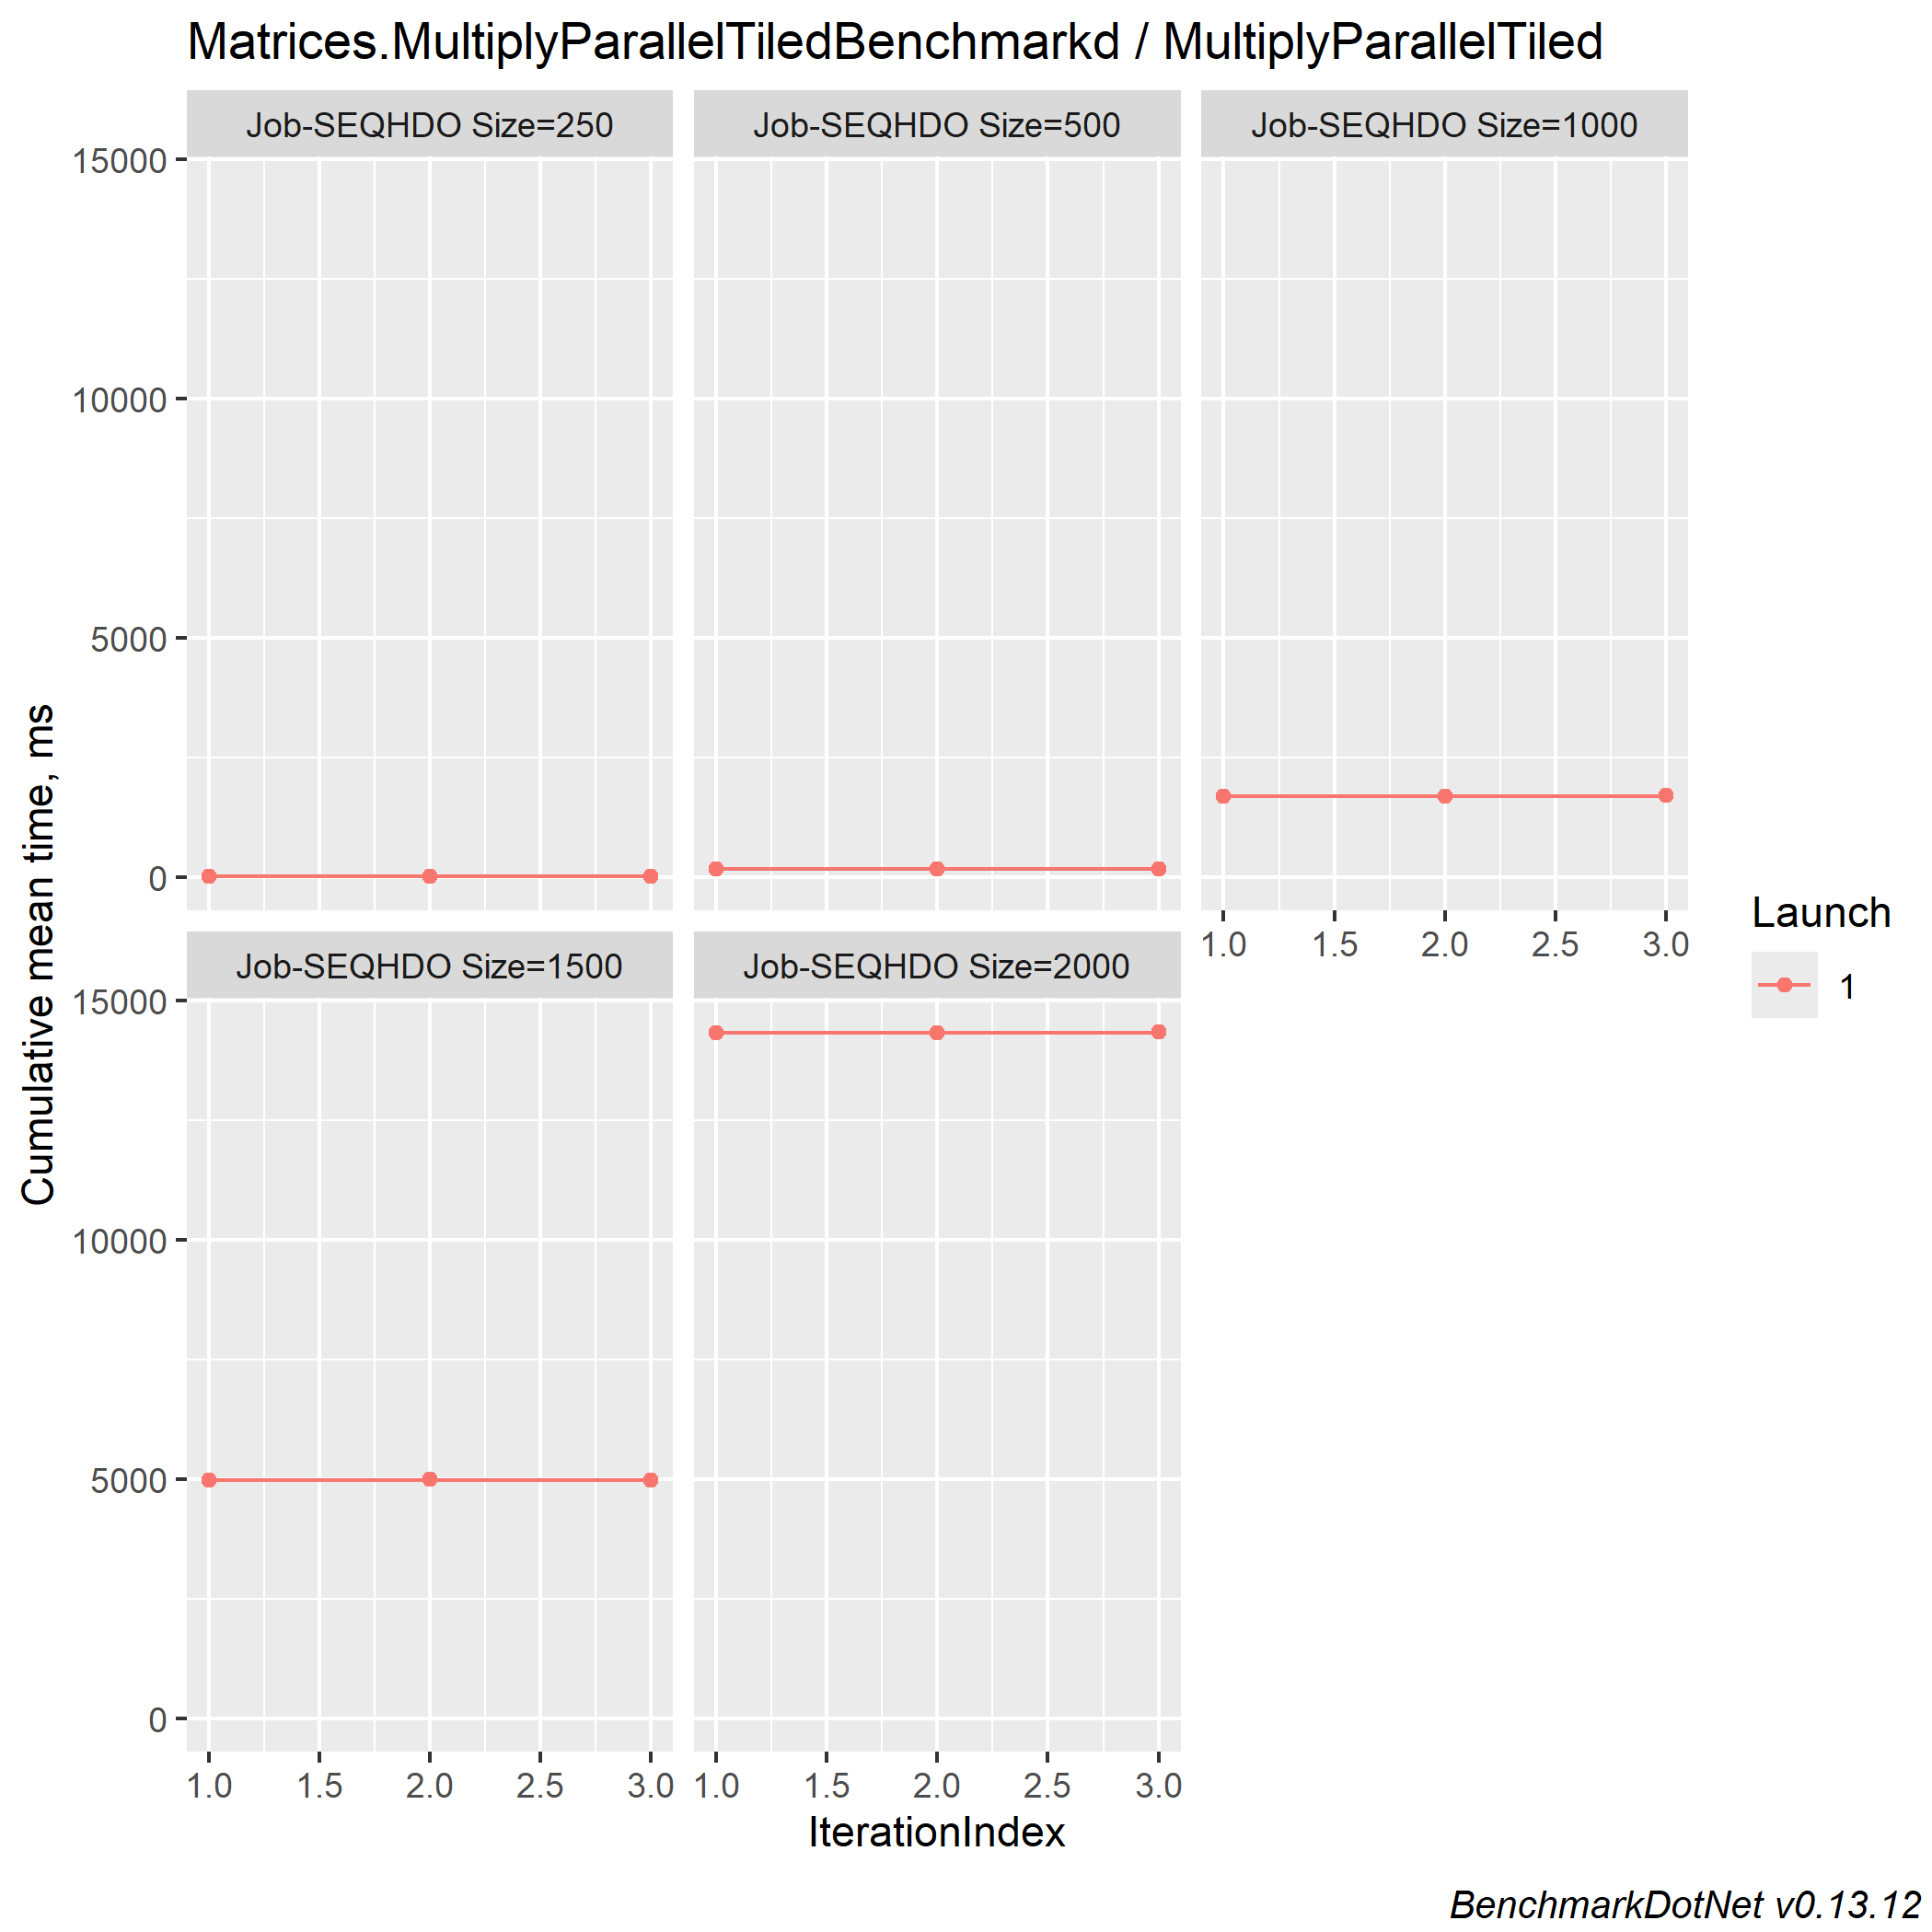 Matrices.MultiplyParallelTiledBenchmarkd / MultiplyParallelTiled
Job-SEQHDO Size=250
Job-SEQHDO Size=500
Job-SEQHDO Size=1000
15000
10000
5000
0
1.0 1.5 2.0 2.5 3.0
Job-SEQHDO Size=1500
Job-SEQHDO Size=2000
15000
10000
5000
0
1.0 1.5 2.0 2.5 3.0
1.0 1.5 2.0 2.5 3.0
Cumulative mean time, ms
IterationIndex
Launch
1
BenchmarkDotNet v0.13.12